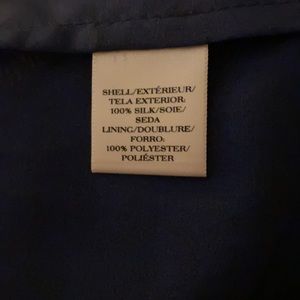 SHELL/EXTÉRIEUR/
TELA EXTERIOR:
100% SILK/SOIE/
SEDA
LINING/DOUBLURE/
FORRO:
100% POLYESTER/
POLIÉSTER